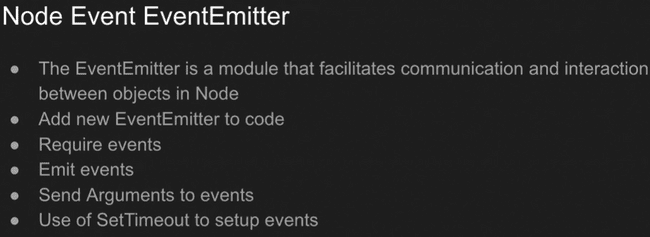 Node Event EventEmitter
● The EventEmitter is a module that facilitates communication and interaction
between objects in Node
● Add new EventEmitter to code
● Require events
● Emit events
● Send Arguments to events
● Use of SetTimeout to setup events